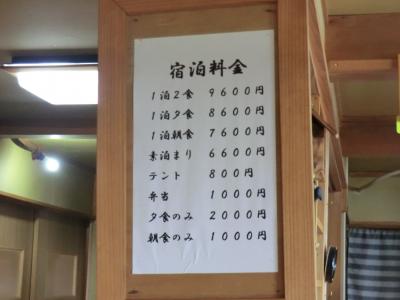 宿泊料金
1泊2食 9600円
1泊夕食 8600円
1泊朝食 7600円
素泊まり 6600円
テント 800円
弁当 1000円
夕食のみ 2000円
朝食のみ 1000円